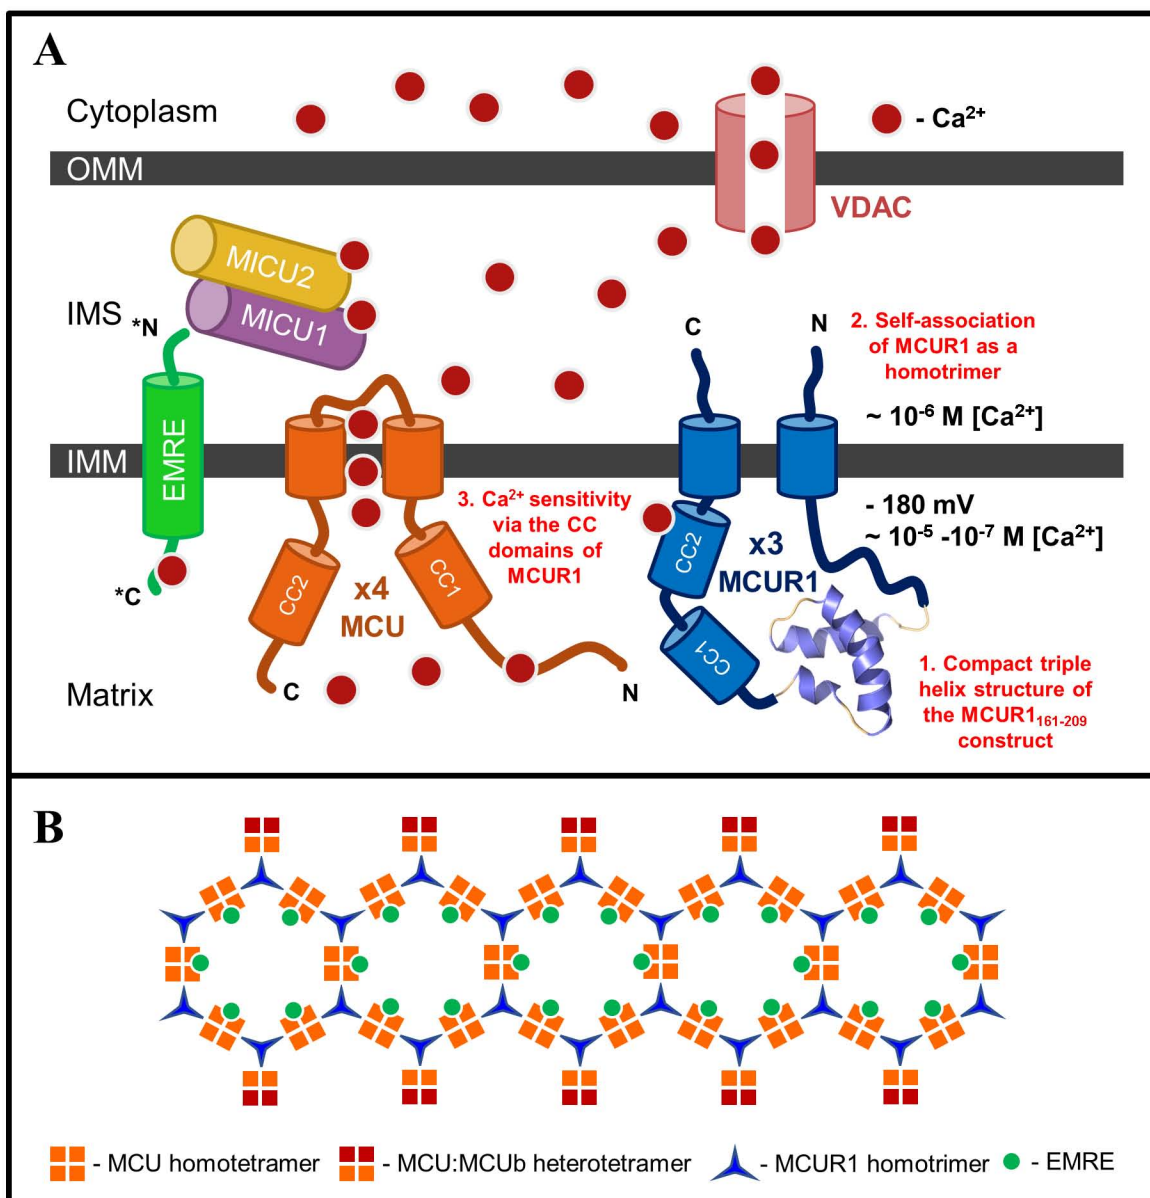 A
Cytoplasm
- Ca²⁺
OMM
VDAC
MICU2
IMS
*N
MICU1
C
N
2. Self-association
of MCUR1 as a
homotrimer
~ 10⁻⁶ M [Ca²⁺]
EMRE
IMM
3. Ca²⁺ sensitivity
via the CC
domains of
MCUR1
- 180 mV
~ 10⁻⁵ -10⁻⁷ M [Ca²⁺]
*C
CC2
x4
MCU
CC1
CC2
x3
MCUR1
CC1
C
N
Matrix
1. Compact triple
helix structure of
the MCUR1₁₆₁₋₂₀₉
construct
B
- MCU homotetramer
- MCU:MCUb heterotetramer
- MCUR1 homotrimer
- EMRE